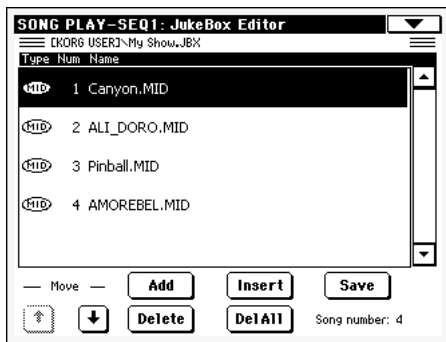 SONG PLAY-SEQ1: JukeBox Editor
[KORG USER]\My Show.JBX
Type Num Name
MID 1 Canyon.MID
MID 2 ALI_DORO.MID
MID 3 Pinball.MID
MID 4 AMOREBEL.MID
— Move — Add Insert Save
Delete DelAll Song number: 4